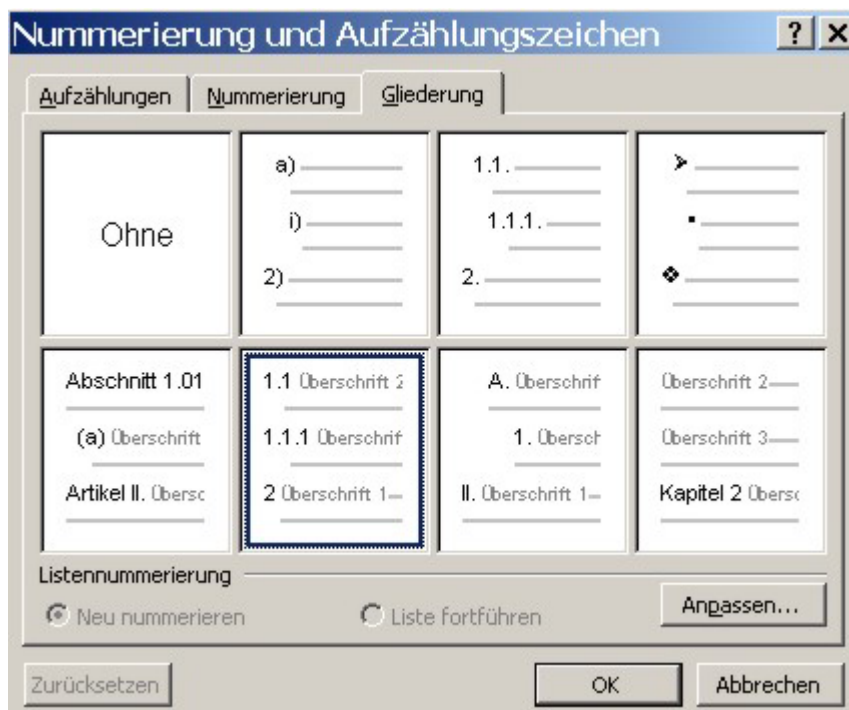 Nummerierung und Aufzählungszeichen
Aufzählungen Nummerierung Gliederung
Ohne
a)
i)
2)
1.1.
1.1.1.
2.
Abschnitt 1.01
(a) Überschrift
Artikel II. Übersc
1.1 Überschrift 2
1.1.1 Überschrif
2 Überschrift 1
A. Überschrif
1. Übersch
II. Überschrift 1
Überschrift 2
Überschrift 3
Kapitel 2 Übersc
Listennummerierung
Neu nummerieren Liste fortführen Anpassen...
Zurücksetzen OK Abbrechen